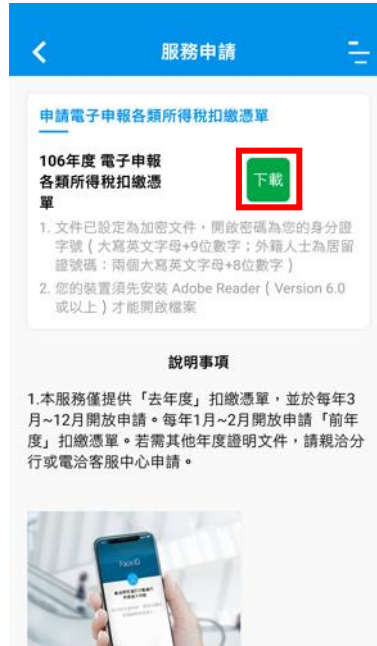 服務申請
申請電子申報各類所得稅扣繳憑單
106年度 電子申報
各類所得稅扣繳憑
單
下載
1. 文件已設定為加密文件，開啟密碼為您的身分證
字號（大寫英文字母+9位數字；外籍人士為居留
證號碼：兩個大寫英文字母+8位數字）
2. 您的裝置須先安裝 Adobe Reader ( Version 6.0
或以上 ) 才能開啟檔案
說明事項
1.本服務僅提供「去年度」扣繳憑單，並於每年3
月~12月開放申請。每年1月~2月開放申請「前年
度」扣繳憑單。若需其他年度證明文件，請親洽分
行或電洽客服中心申請。
Face ID